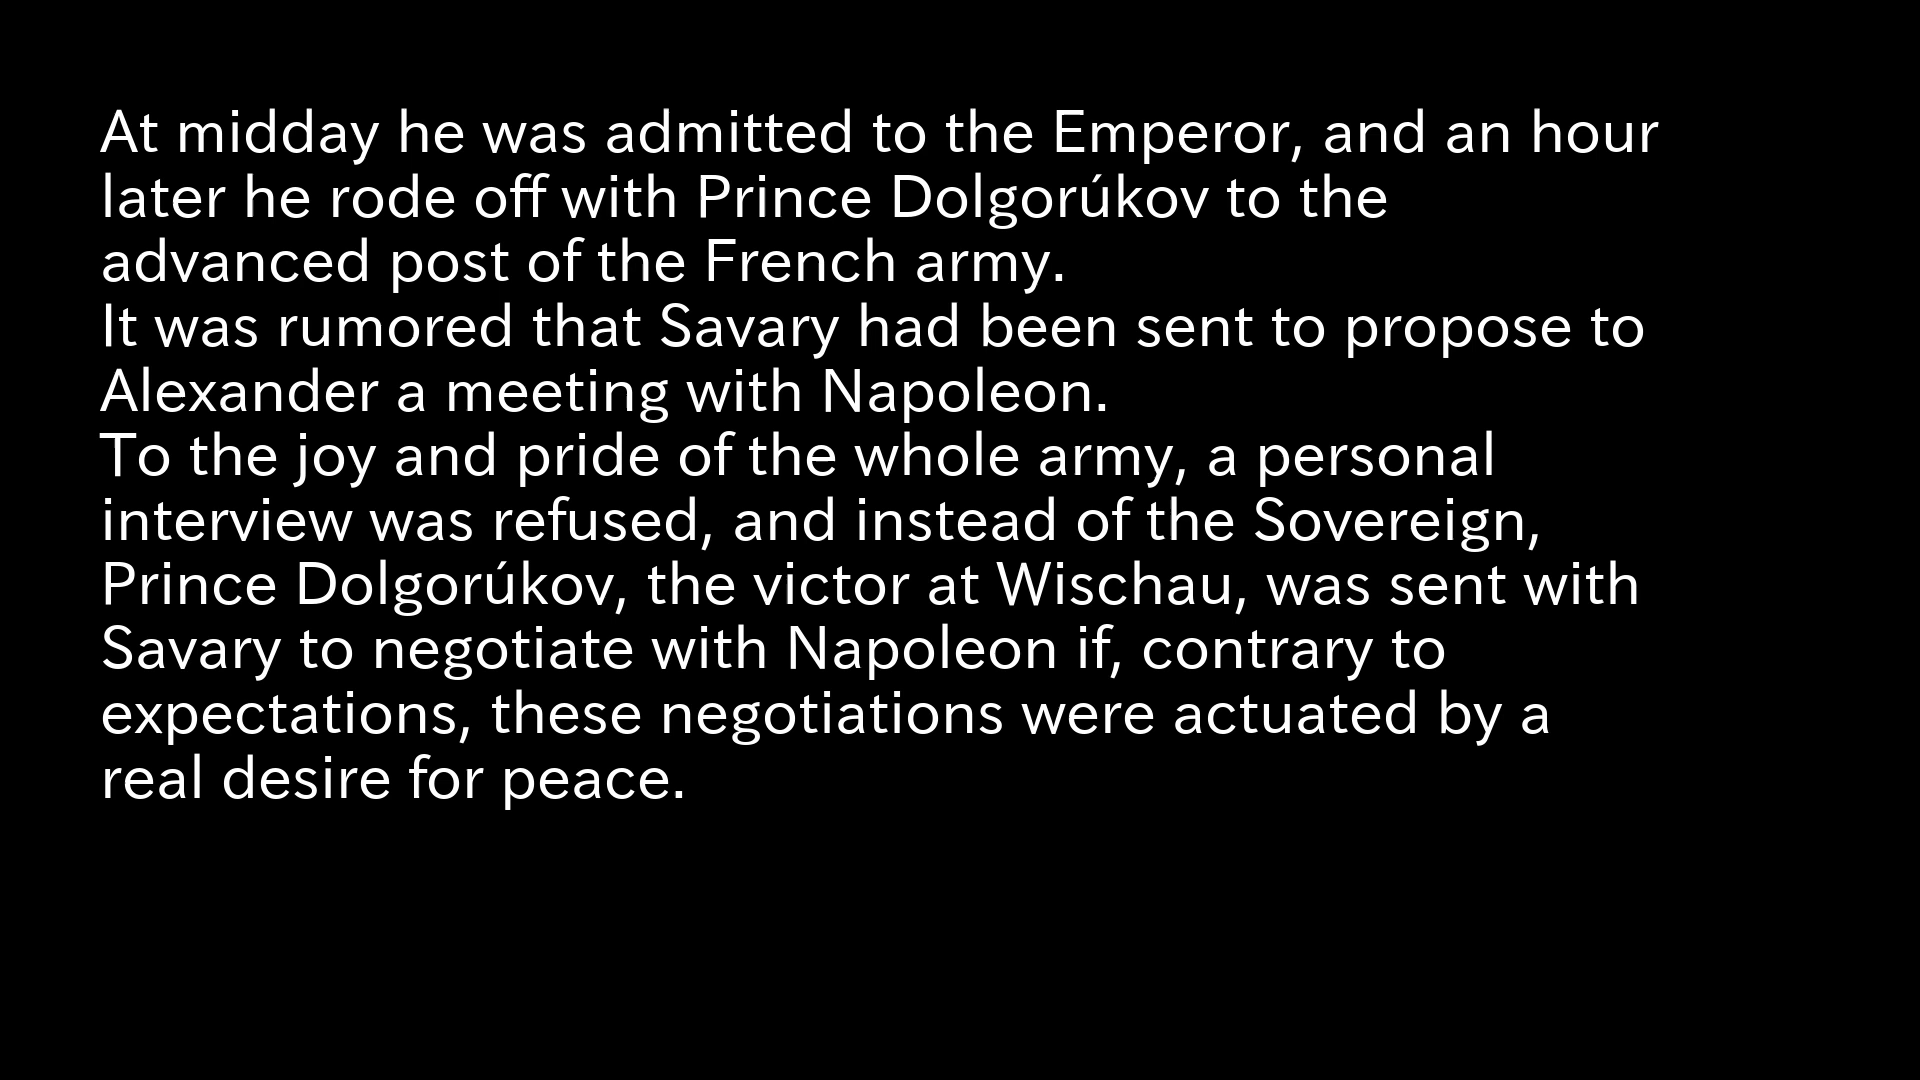 At midday he was admitted to the Emperor, and an hour
later he rode off with Prince Dolgorúkov to the
advanced post of the French army.
It was rumored that Savary had been sent to propose to
Alexander a meeting with Napoleon.
To the joy and pride of the whole army, a personal
interview was refused, and instead of the Sovereign,
Prince Dolgorúkov, the victor at Wischau, was sent with
Savary to negotiate with Napoleon if, contrary to
expectations, these negotiations were actuated by a
real desire for peace.